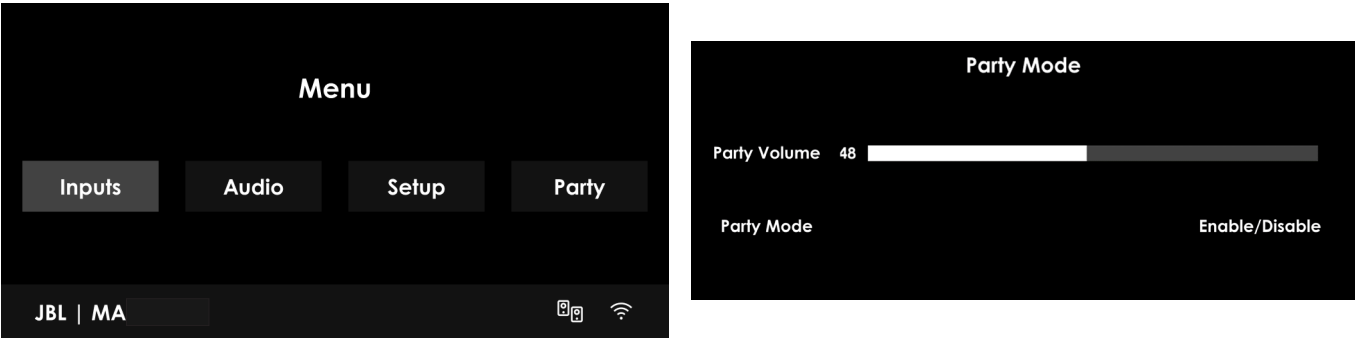 Menu
Inputs Audio Setup Party
JBL | MA
Party Mode
Party Volume 48
Party Mode Enable/Disable